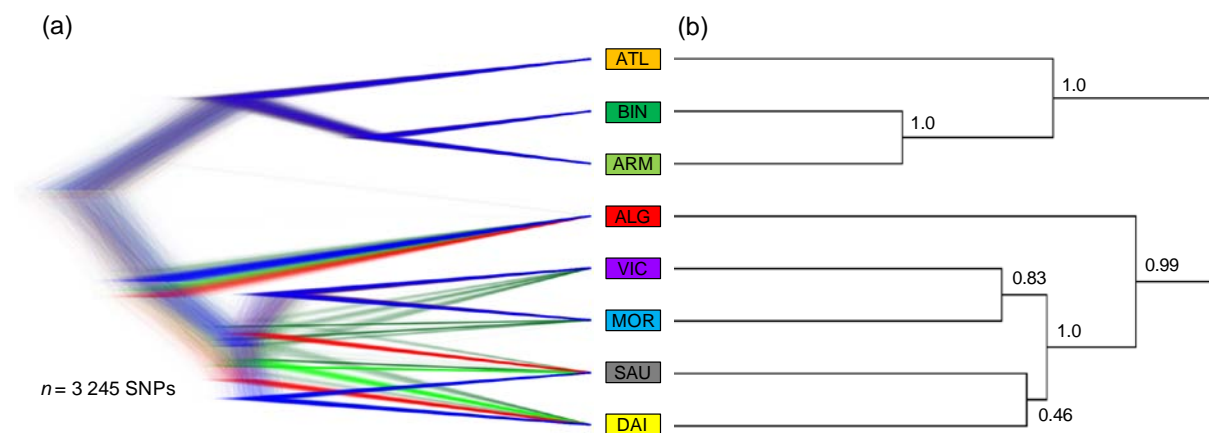 (a)
(b)
ATL
1.0
BIN
1.0
ARM
ALG
0.99
VIC
0.83
MOR
1.0
SAU
n = 3 245 SNPs
0.46
DAI